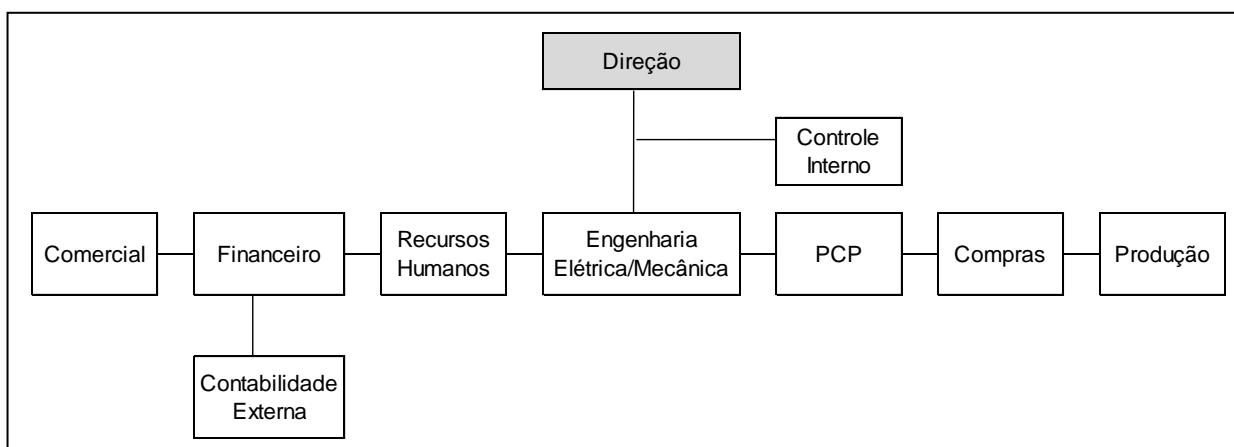 Direção
Controle
Interno
Comercial
Financeiro
Recursos
Humanos
Engenharia
Elétrica/Mecânica
PCP
Compras
Produção
Contabilidade
Externa